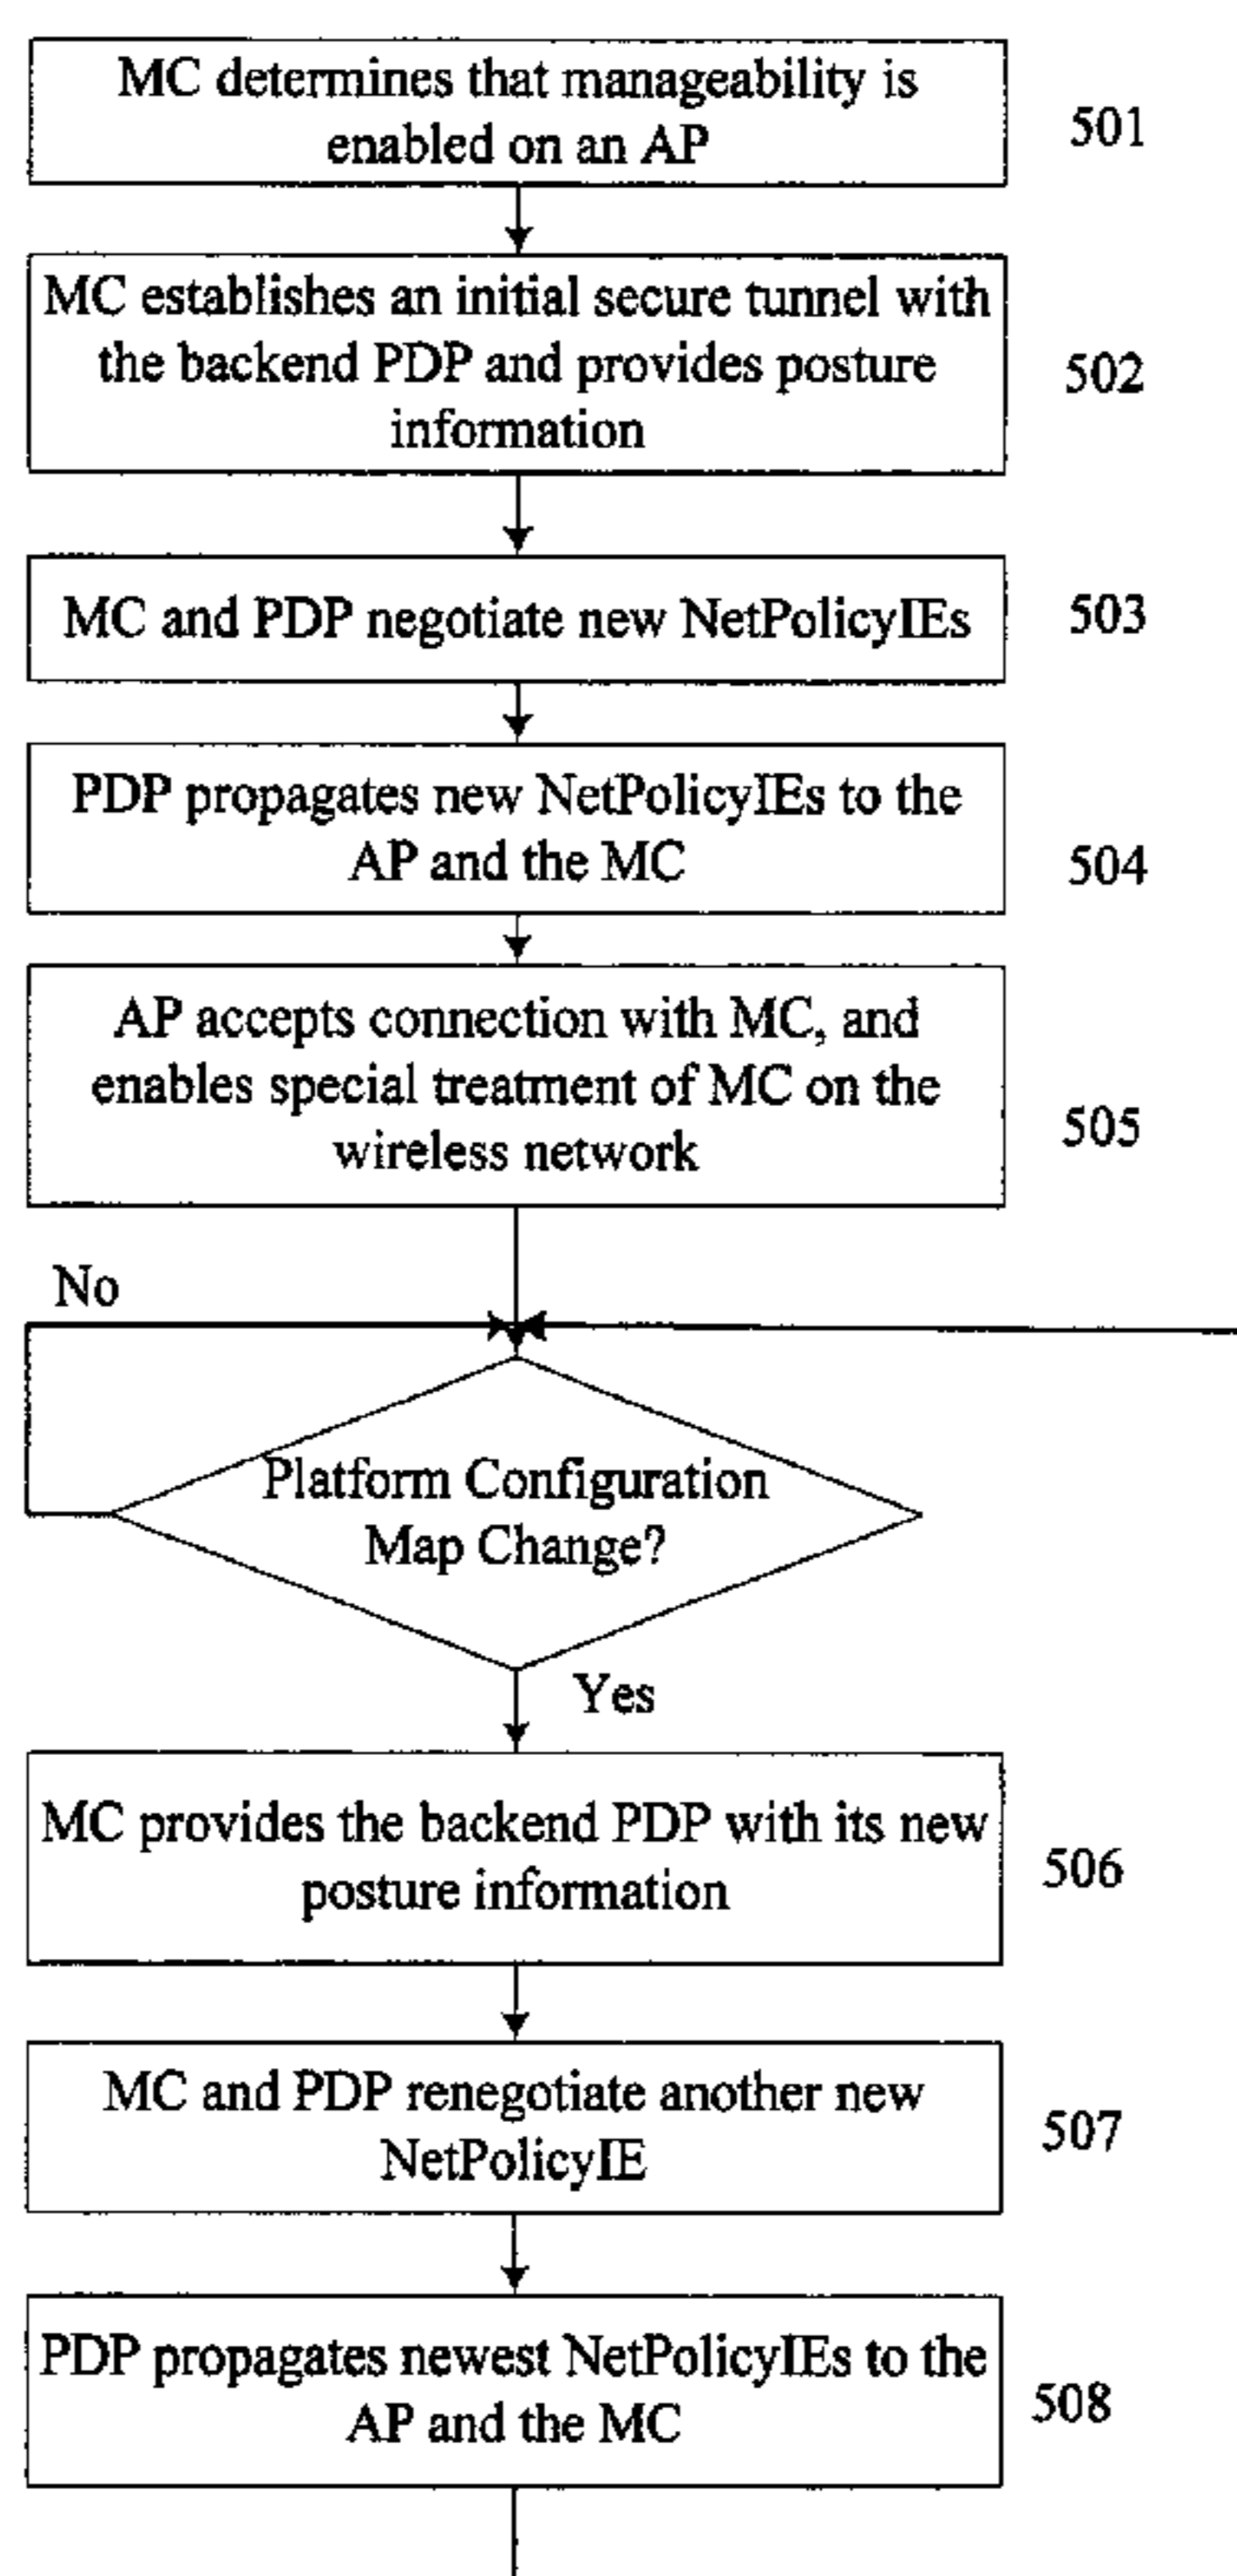 MC determines that manageability is
enabled on an AP
501
MC establishes an initial secure tunnel with
the backend PDP and provides posture
information
502
MC and PDP negotiate new NetPolicyIEs
503
PDP propagates new NetPolicyIEs to the
AP and the MC
504
AP accepts connection with MC, and
enables special treatment of MC on the
wireless network
505
No
Platform Configuration
Map Change?
Yes
MC provides the backend PDP with its new
posture information
506
MC and PDP renegotiate another new
NetPolicyIE
507
PDP propagates newest NetPolicyIEs to the
AP and the MC
508